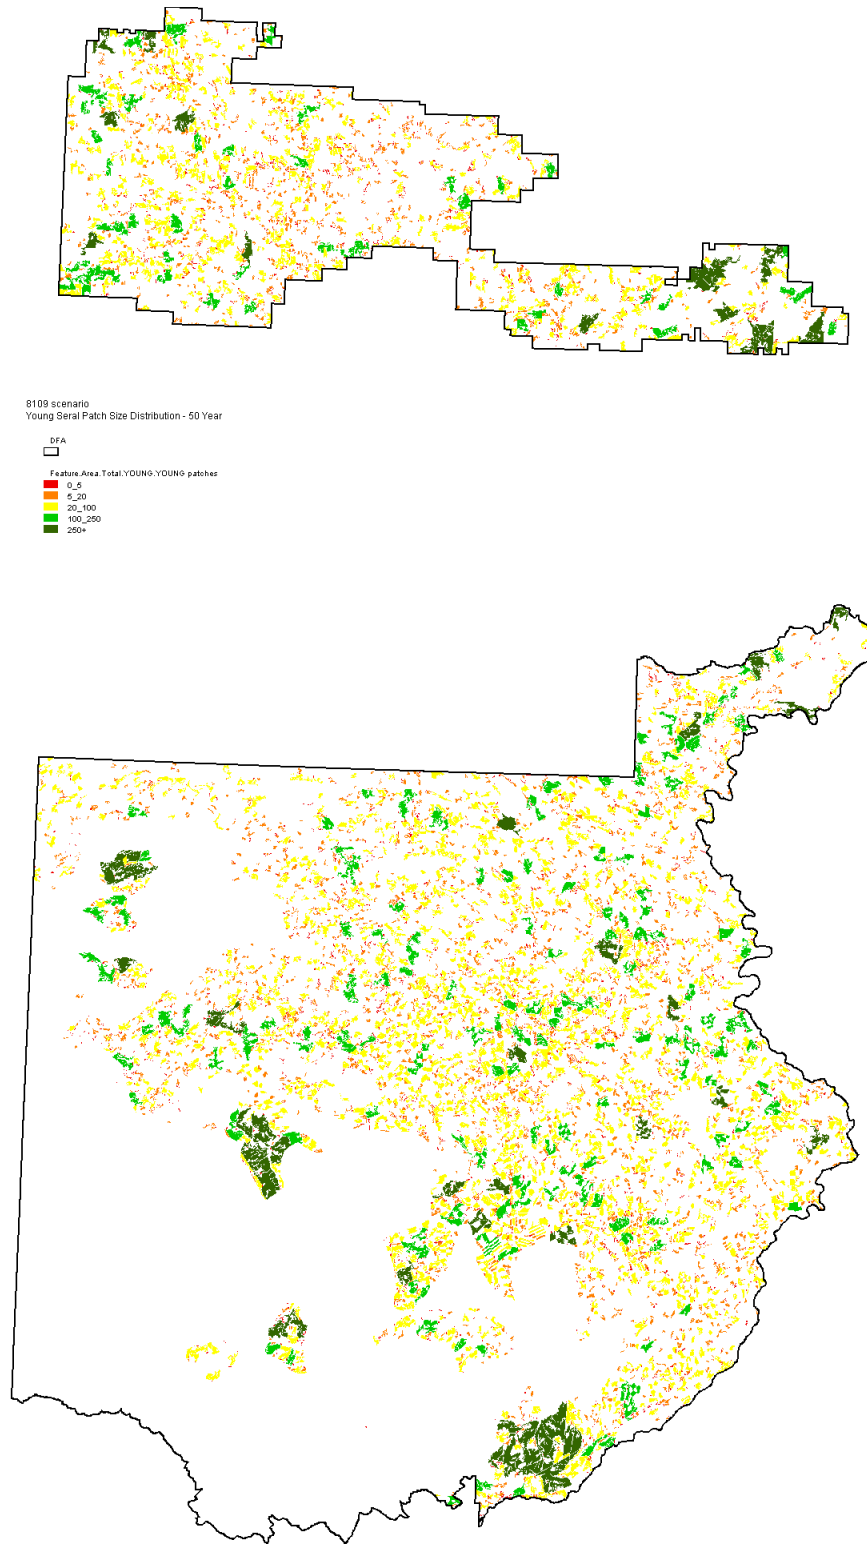 8109 scenario
Young Seral Patch Size Distribution - 50 Year
DFA
Feature.Area.Total.YOUNG.YOUNG patches
0_5
5_20
20_100
100_250
250+